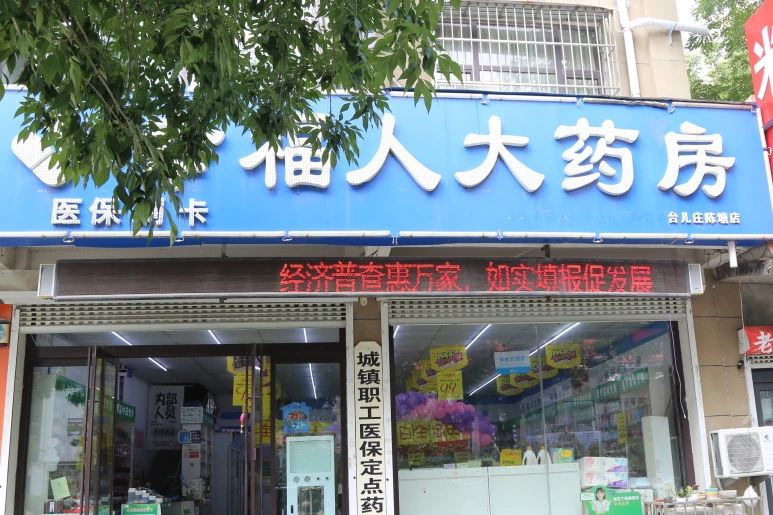 福人大药房
医保刷卡
台儿庄陈塘店
经济普查惠万家，如实填报促发展
城镇职工医保定点药
内部
人员
99
老